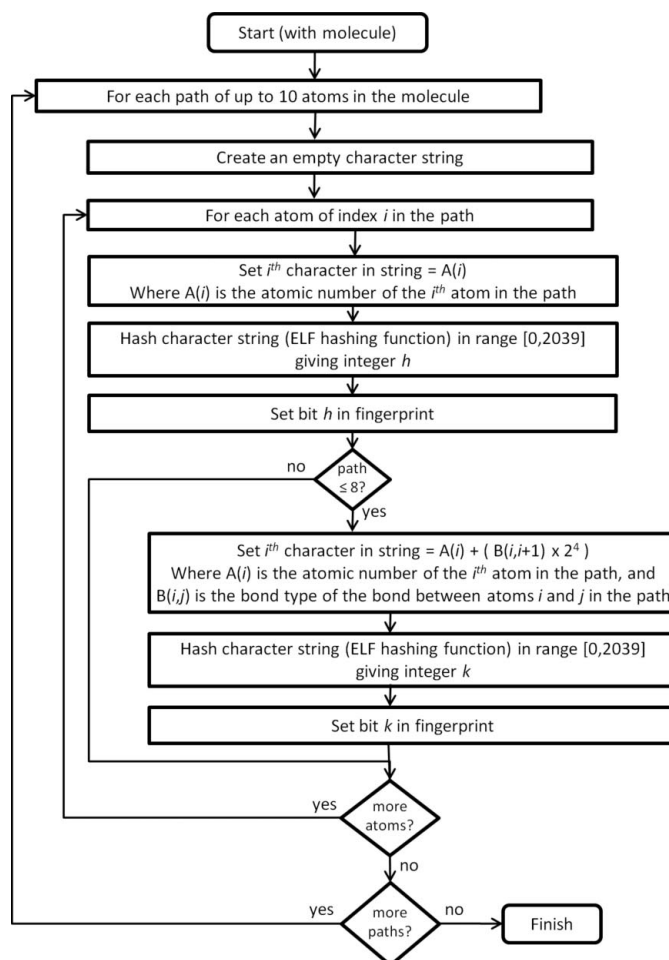 Start (with molecule)
For each path of up to 10 atoms in the molecule
Create an empty character string
For each atom of index i in the path
Set iᵗʰ character in string = A(i)
Where A(i) is the atomic number of the iᵗʰ atom in the path
Hash character string (ELF hashing function) in range [0,2039]
giving integer h
Set bit h in fingerprint
no
path
≤ 8?
yes
Set iᵗʰ character in string = A(i) + ( B(i,i+1) x 2⁴ )
Where A(i) is the atomic number of the iᵗʰ atom in the path, and
B(i,j) is the bond type of the bond between atoms i and j in the path
Hash character string (ELF hashing function) in range [0,2039]
giving integer k
Set bit k in fingerprint
yes
more
atoms?
no
yes
more
paths?
no
Finish